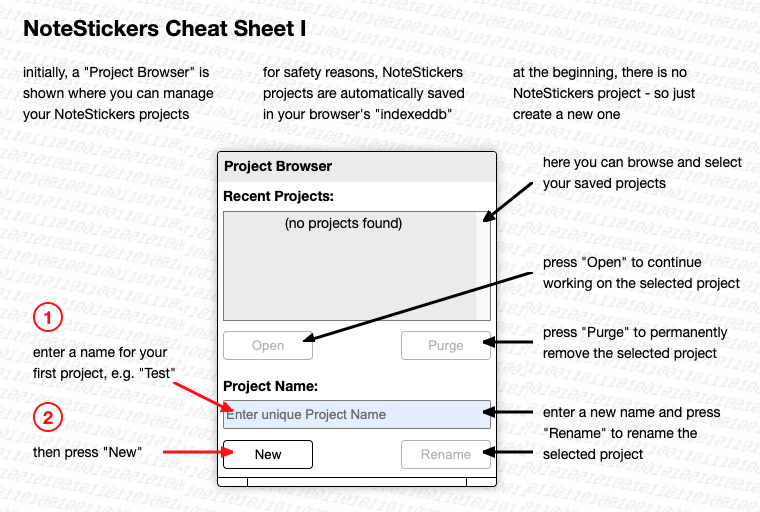 NoteStickers Cheat Sheet I
initially, a "Project Browser" is
shown where you can manage
your NoteStickers projects
for safety reasons, NoteStickers
projects are automatically saved
in your browser's "indexeddb"
at the beginning, there is no
NoteStickers project - so just
create a new one
Project Browser
Recent Projects:
(no projects found)
here you can browse and select
your saved projects
Open
Purge
press "Open" to continue
working on the selected project
press "Purge" to permanently
remove the selected project
1
enter a name for your
first project, e.g. "Test"
Project Name:
Enter unique Project Name
enter a new name and press
"Rename" to rename the
selected project
2
then press "New"
New
Rename